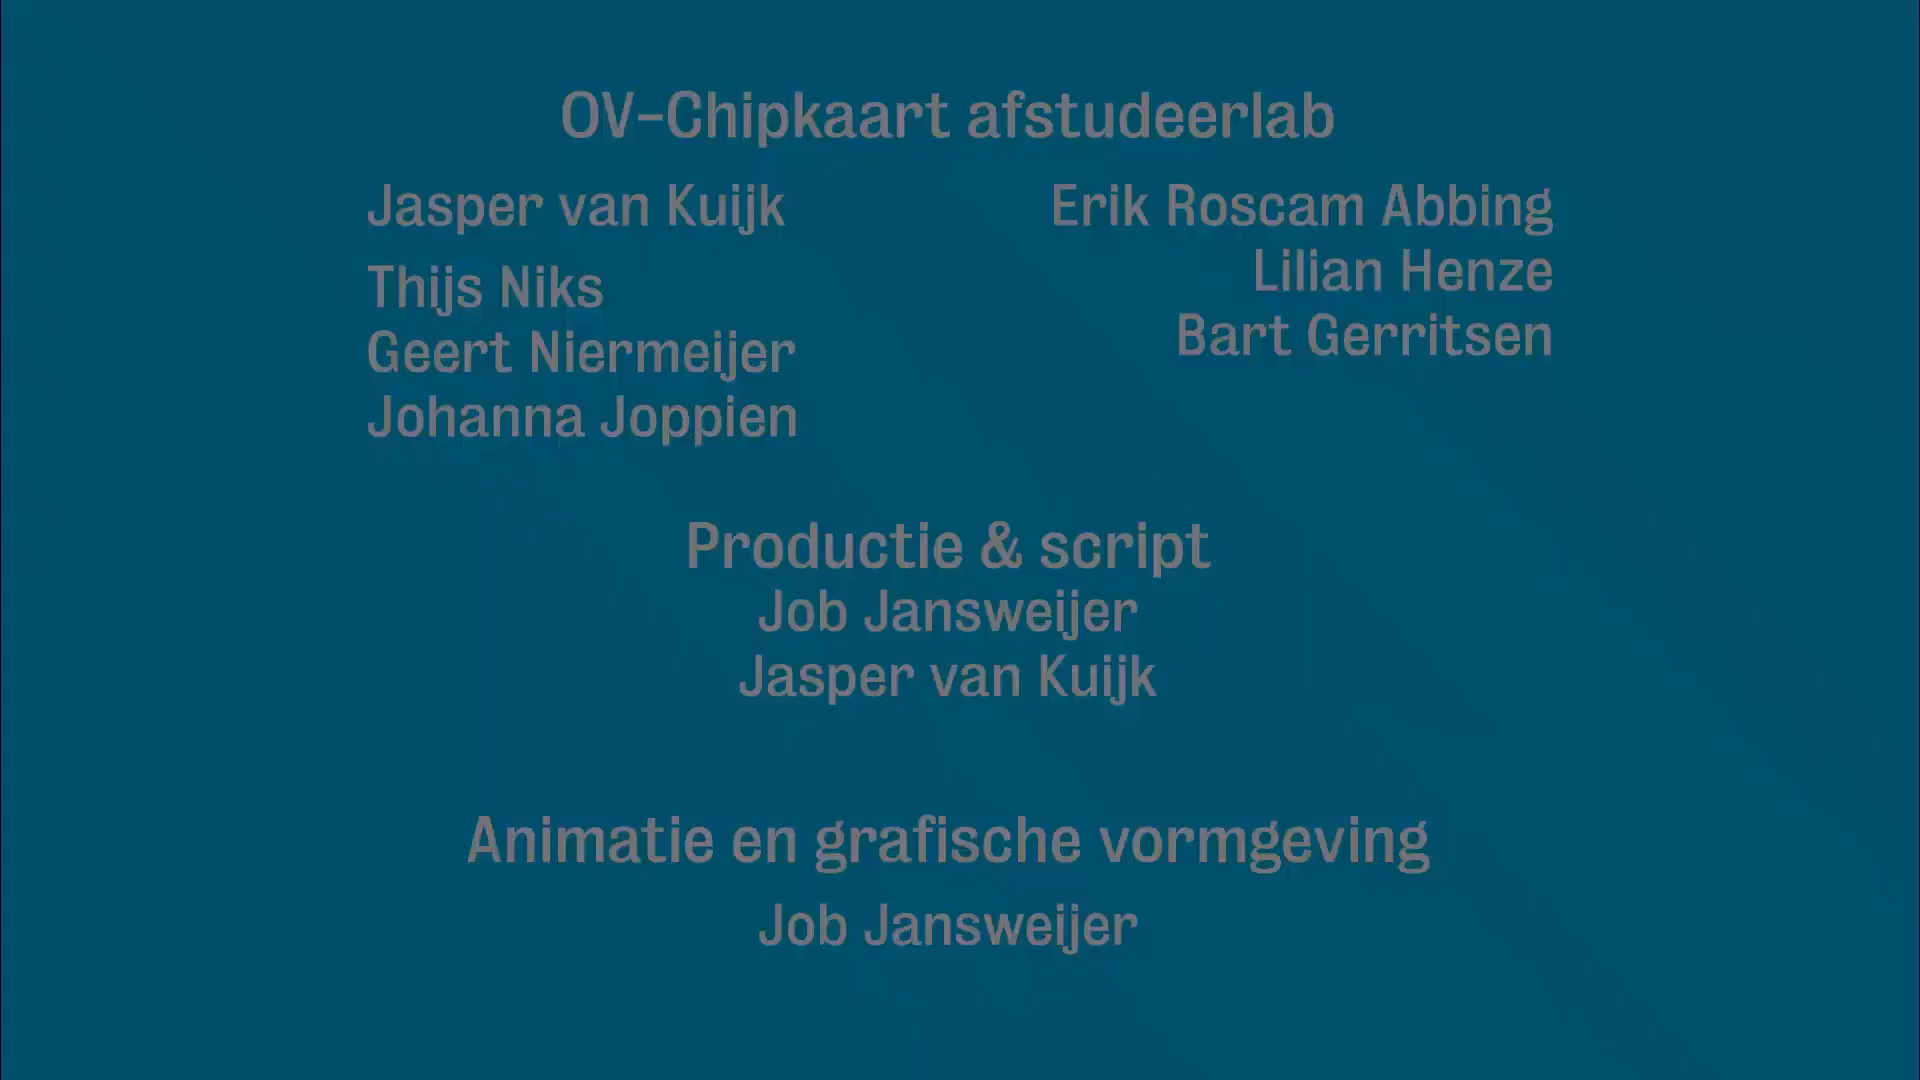 OV-Chipkaart afstudeerlab
Jasper van Kuijk
Thijs Niks
Geert Niermeijer
Johanna Joppien
Erik Roscam Abbing
Lilian Henze
Bart Gerritsen
Productie & script
Job Jansweijer
Jasper van Kuijk
Animatie en grafische vormgeving
Job Jansweijer